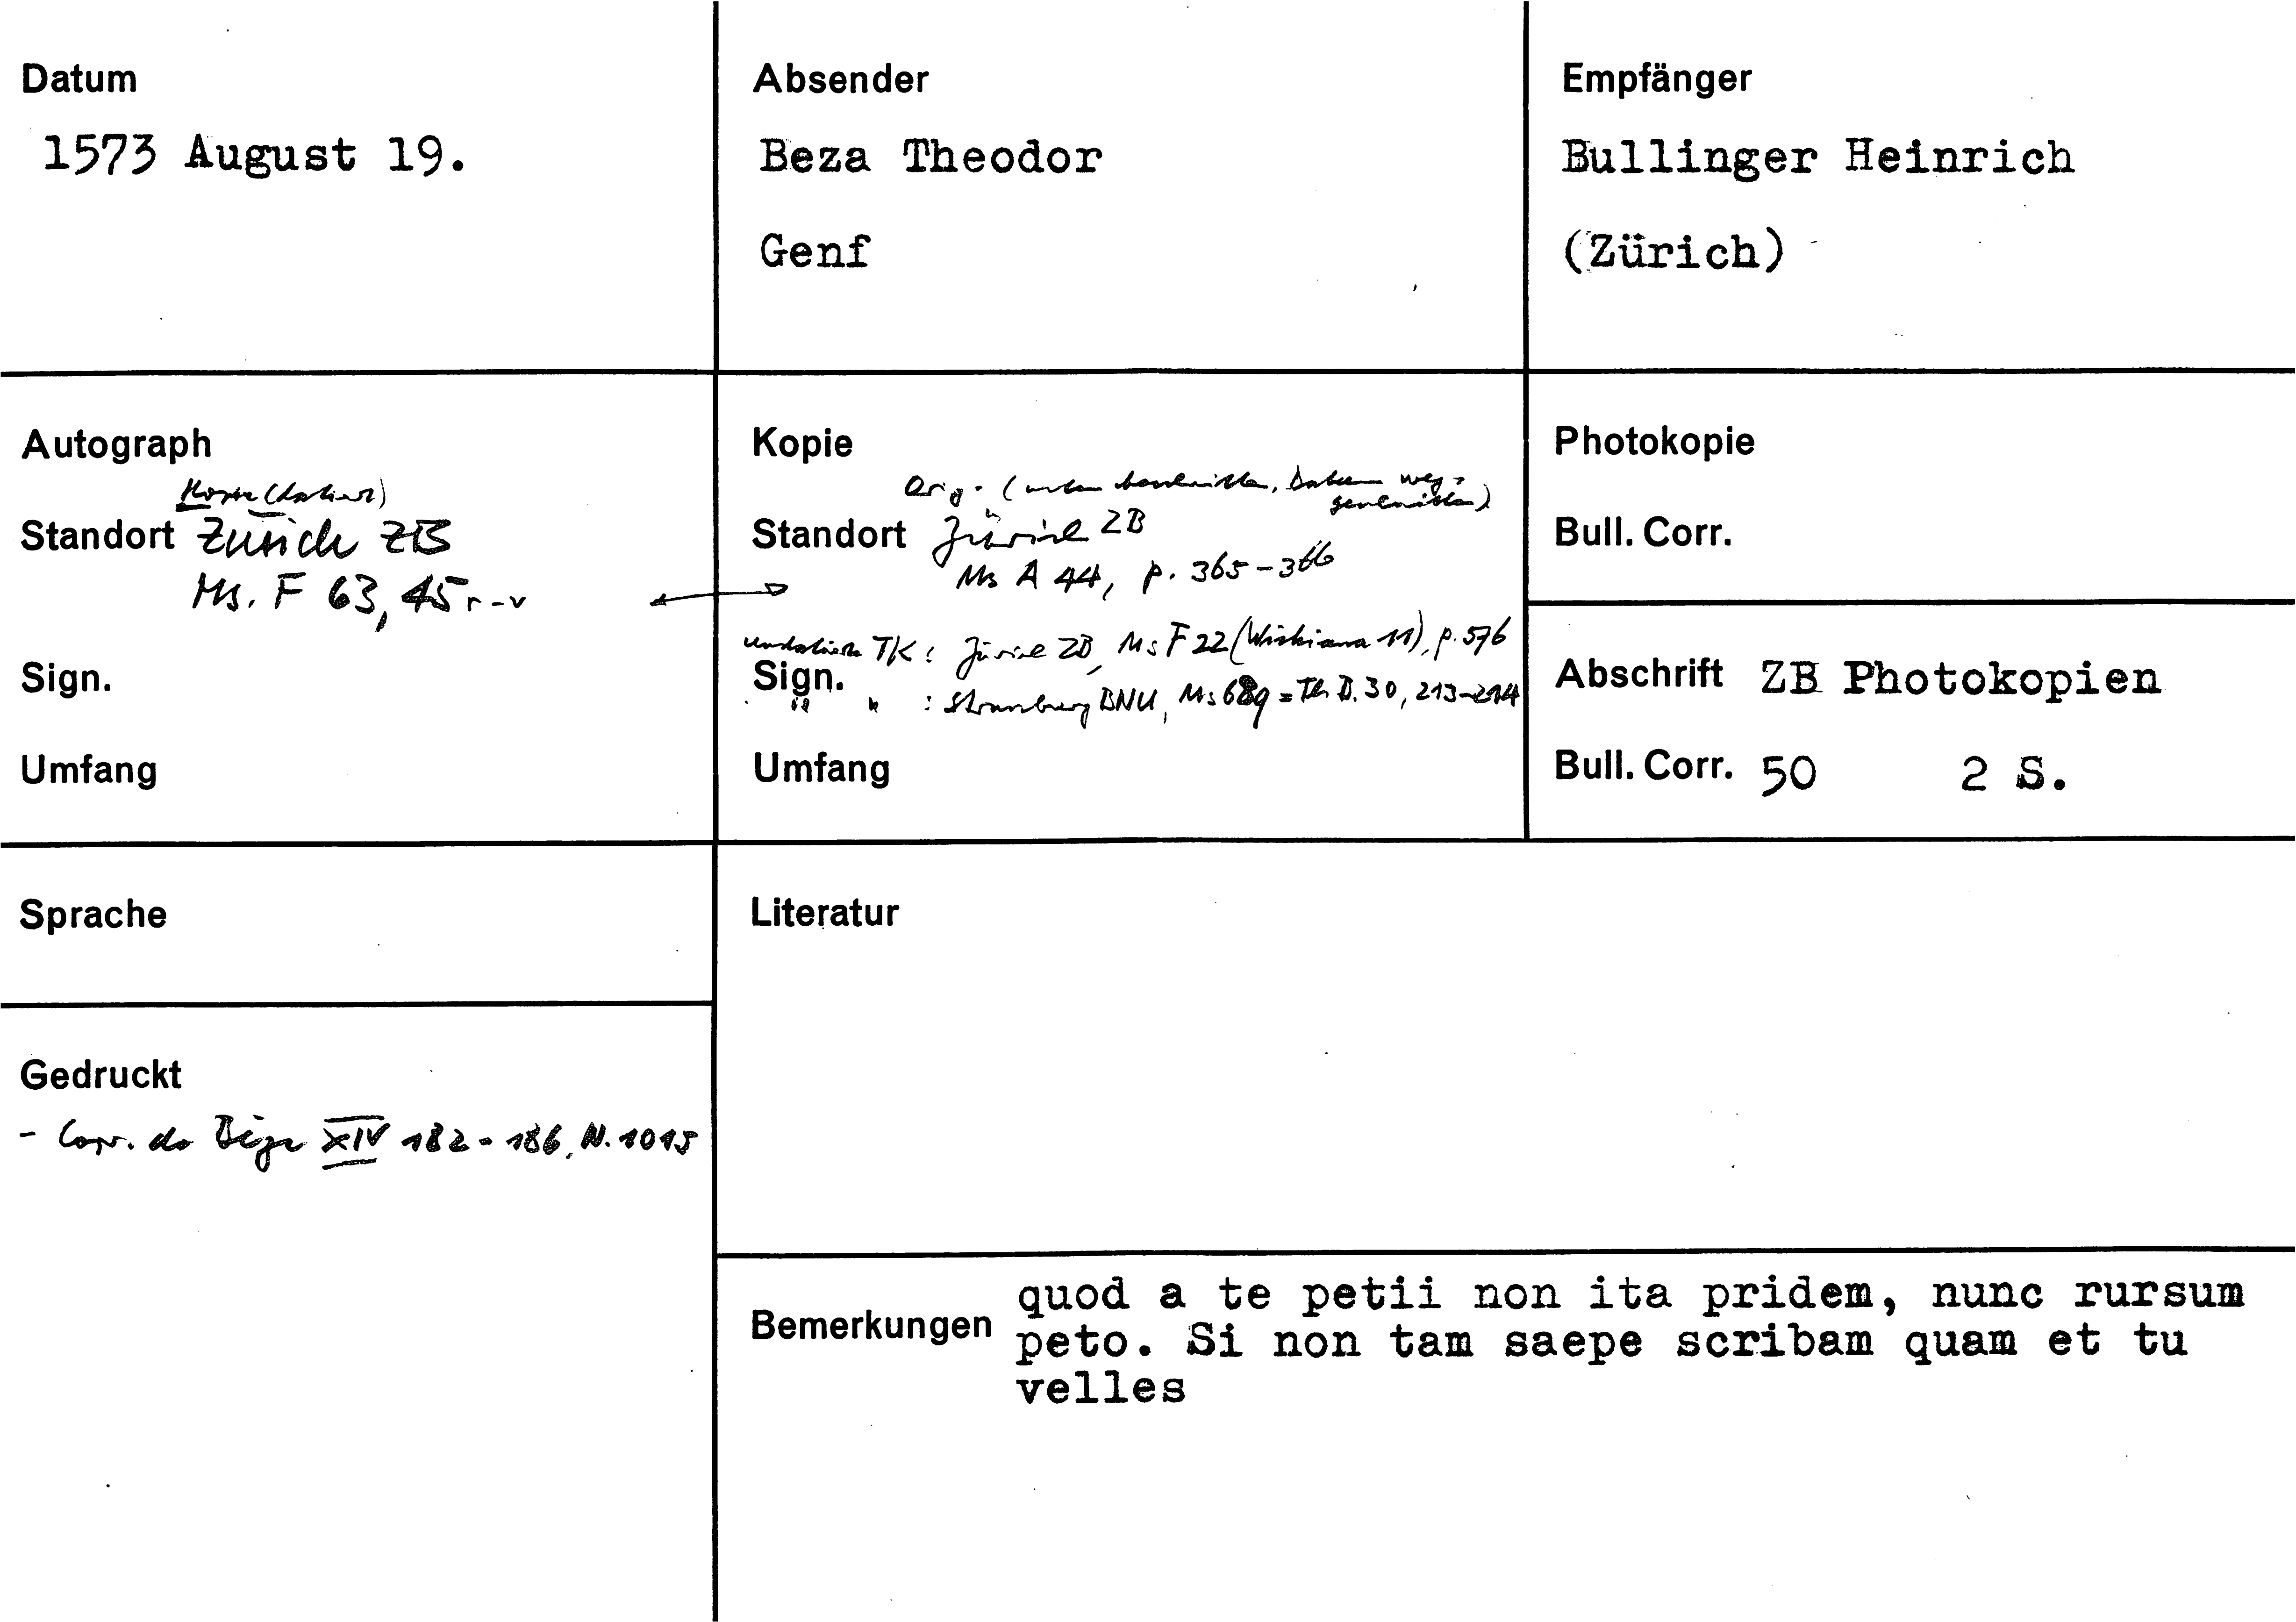 Datum
1573 August 19.
Absender
Beza Theodor
Genf
Empfänger
Bullinger Heinrich
(Zürich)
Autograph
Kopie (datiert)
Standort Zürich ZB
Ms. F 63, 45 r-v
Sign.
Umfang
Kopie
Orig. (unten beschnitten, Datum weg-
geschnitten)
Standort Zürich ZB
Ms A 44, p. 365-366
undatierte TK: Zürich ZB, Ms F 22 (Wickiana 11), p. 576
Sign.
" " : Strassburg BNU, Ms 689 = Th. B. 30, 213-214
Umfang
Photokopie
Bull. Corr.
Abschrift ZB Photokopien
Bull. Corr. 50 2 S.
Sprache
Gedruckt
- Corr. de Bèze XIV 182-186, N. 1015
Literatur
Bemerkungen
quod a te petii non ita pridem, nunc rursum
peto. Si non tam saepe scribam quam et tu
velles